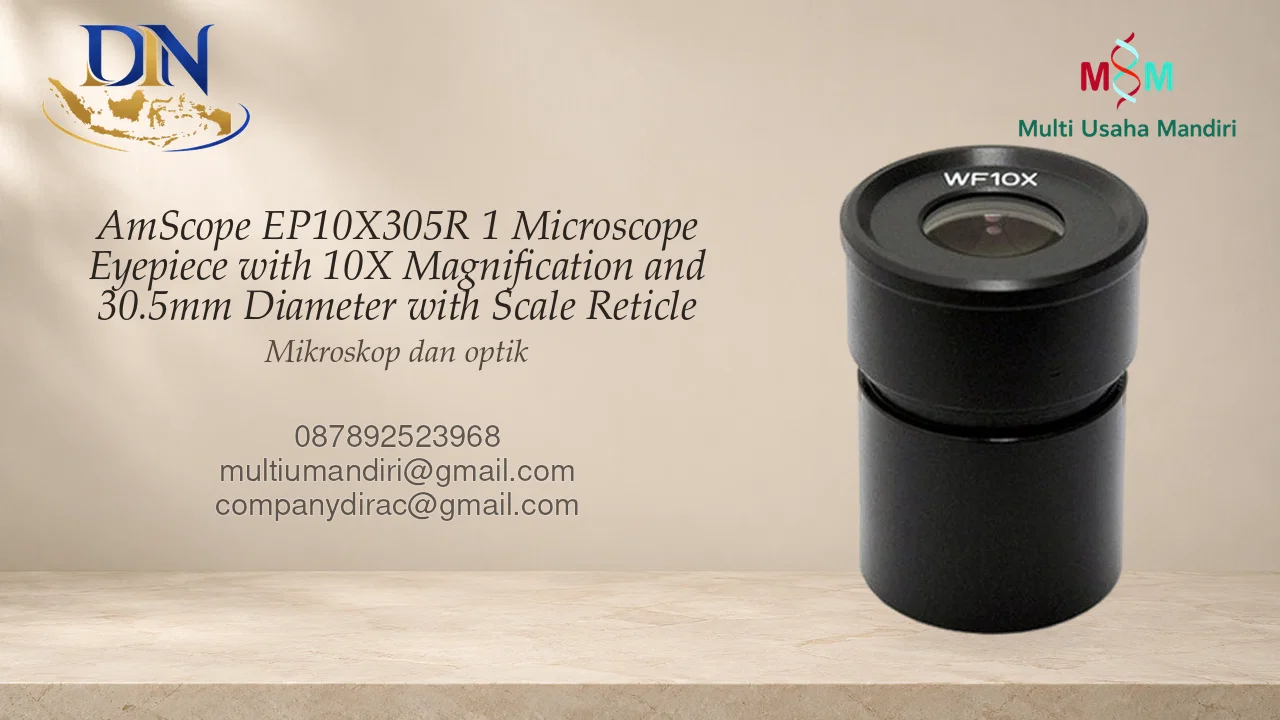 DN
M M
Multi Usaha Mandiri
WF10X
AmScope EP10X305R 1 Microscope
Eyepiece with 10X Magnification and
30.5mm Diameter with Scale Reticle
Mikroskop dan optik
087892523968
multiumandiri@gmail.com
companydirac@gmail.com